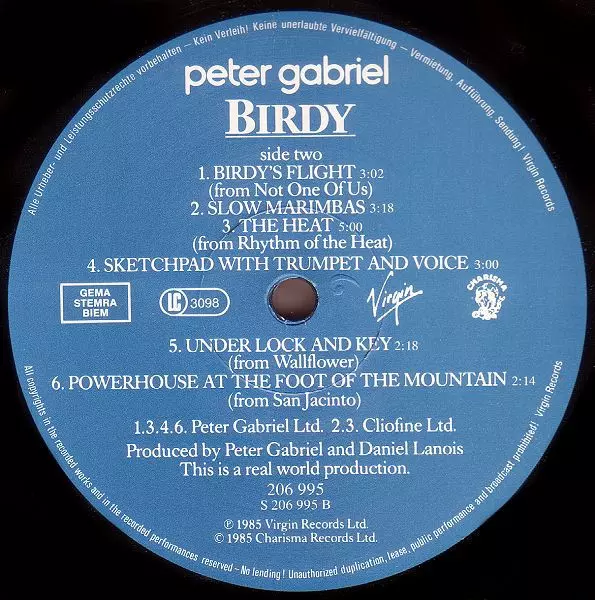 Alle Urheber- und Leistungsschutzrechte vorbehalten – Kein Verleih! Keine unerlaubte Vervielfältigung – Vermietung, Aufführung, Sendung! Virgin Records
peter gabriel
BIRDY
side two
1. BIRDY'S FLIGHT 3:02
(from Not One Of Us)
2. SLOW MARIMBAS 3:18
3. THE HEAT 5:00
(from Rhythm of the Heat)
4. SKETCHPAD WITH TRUMPET AND VOICE 3:00
GEMA
STEMRA
BIEM
LC 3098
Virgin
CHARISMA
5. UNDER LOCK AND KEY 2:18
(from Wallflower)
6. POWERHOUSE AT THE FOOT OF THE MOUNTAIN 2:14
(from San Jacinto)
1.3.4.6. Peter Gabriel Ltd. 2.3. Cliofine Ltd.
Produced by Peter Gabriel and Daniel Lanois
This is a real world production.
206 995
S 206 995 B
℗ 1985 Virgin Records Ltd.
© 1985 Charisma Records Ltd.
All copyrights in the recorded works and in the recorded performances reserved – No lending! Unauthorized duplication, lease, public performance and broadcast prohibited! Virgin Records